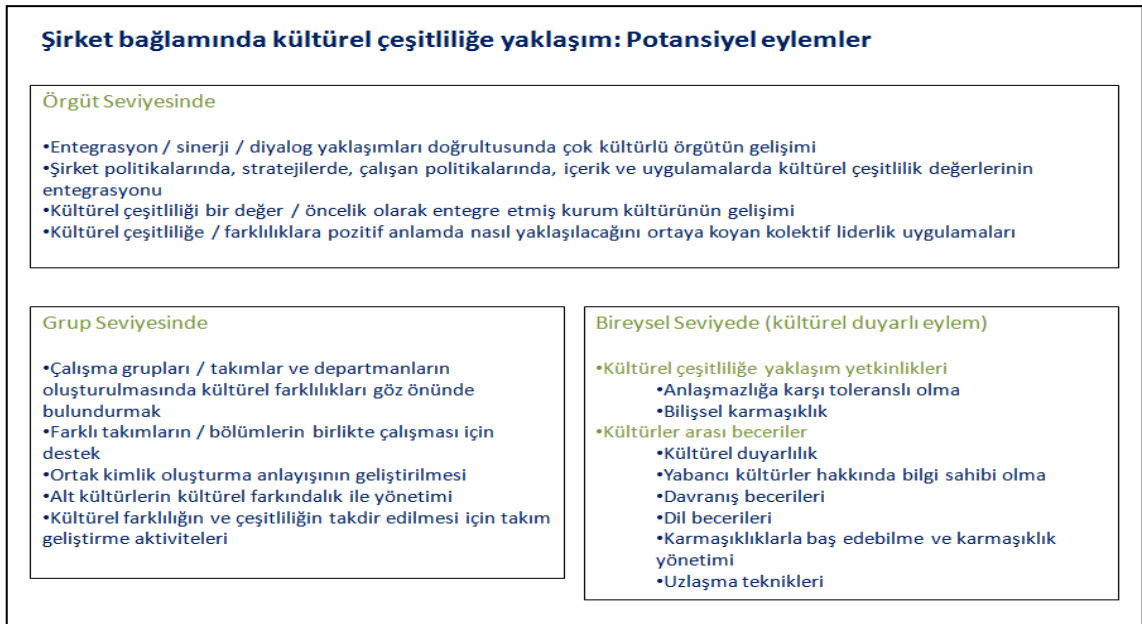 Şirket bağlamında kültürel çeşitliliğe yaklaşım: Potansiyel eylemler
Örgüt Seviyesinde
•Entegrasyon / sinerji / diyalog yaklaşımları doğrultusunda çok kültürlü örgütün gelişimi
•Şirket politikalarında, stratejilerde, çalışan politikalarında, içerik ve uygulamalarda kültürel çeşitlilik değerlerinin
entegrasyonu
•Kültürel çeşitliliği bir değer / öncelik olarak entegre etmiş kurum kültürünün gelişimi
•Kültürel çeşitliliğe / farklılıklara pozitif anlamda nasıl yaklaşılacağını ortaya koyan kolektif liderlik uygulamaları
Grup Seviyesinde
•Çalışma grupları / takımlar ve departmanların
oluşturulmasında kültürel farklılıkları göz önünde
bulundurmak
•Farklı takımların / bölümlerin birlikte çalışması için
destek
•Ortak kimlik oluşturma anlayışının geliştirilmesi
•Alt kültürlerin kültürel farkındalık ile yönetimi
•Kültürel farklılığın ve çeşitliliğin takdir edilmesi için takım
geliştirme aktiviteleri
Bireysel Seviyede (kültürel duyarlı eylem)
•Kültürel çeşitliliğe yaklaşım yetkinlikleri
•Anlaşmazlığa karşı toleranslı olma
•Bilişsel karmaşıklık
•Kültürler arası beceriler
•Kültürel duyarlılık
•Yabancı kültürler hakkında bilgi sahibi olma
•Davranış becerileri
•Dil becerileri
•Karmaşıklıklarla baş edebilme ve karmaşıklık
yönetimi
•Uzlaşma teknikleri